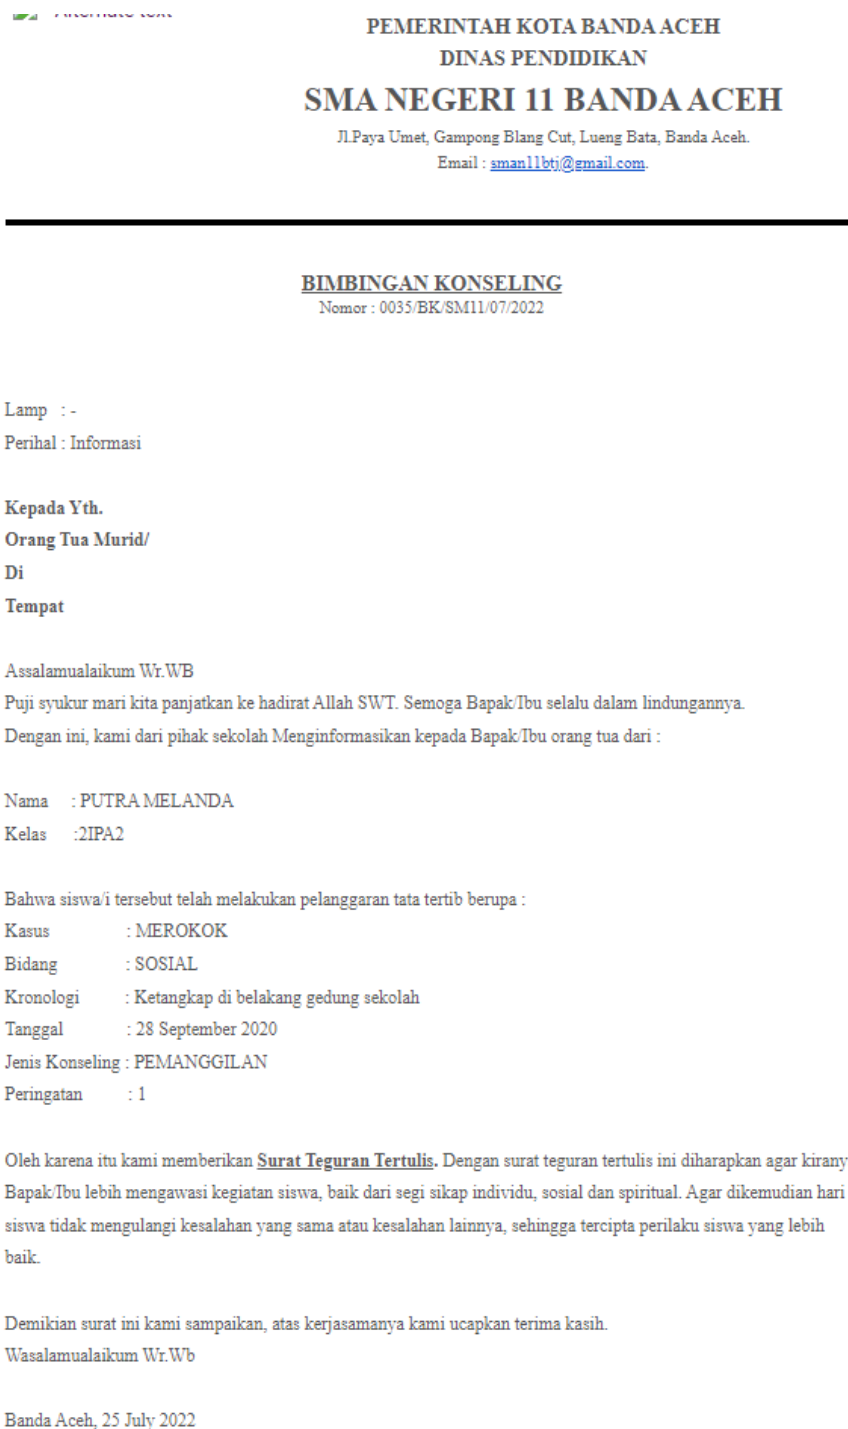 Alternate text
PEMERINTAH KOTA BANDA ACEH
DINAS PENDIDIKAN
SMA NEGERI 11 BANDA ACEH
Jl.Paya Umet, Gampong Blang Cut, Lueng Bata, Banda Aceh.
Email : sman11btj@gmail.com.
BIMBINGAN KONSELING
Nomor : 0035/BK/SM11/07/2022
Lamp : -
Perihal : Informasi
Kepada Yth.
Orang Tua Murid/
Di
Tempat
Assalamualaikum Wr.WB
Puji syukur mari kita panjatkan ke hadirat Allah SWT. Semoga Bapak/Ibu selalu dalam lindungannya.
Dengan ini, kami dari pihak sekolah Menginformasikan kepada Bapak/Ibu orang tua dari :
Nama : PUTRA MELANDA
Kelas :2IPA2
Bahwa siswa/i tersebut telah melakukan pelanggaran tata tertib berupa :
Kasus : MEROKOK
Bidang : SOSIAL
Kronologi : Ketangkap di belakang gedung sekolah
Tanggal : 28 September 2020
Jenis Konseling : PEMANGGILAN
Peringatan : 1
Oleh karena itu kami memberikan Surat Teguran Tertulis. Dengan surat teguran tertulis ini diharapkan agar kirany
Bapak/Ibu lebih mengawasi kegiatan siswa, baik dari segi sikap individu, sosial dan spiritual. Agar dikemudian hari
siswa tidak mengulangi kesalahan yang sama atau kesalahan lainnya, sehingga tercipta perilaku siswa yang lebih
baik.
Demikian surat ini kami sampaikan, atas kerjasamanya kami ucapkan terima kasih.
Wasalamualaikum Wr.Wb
Banda Aceh, 25 July 2022